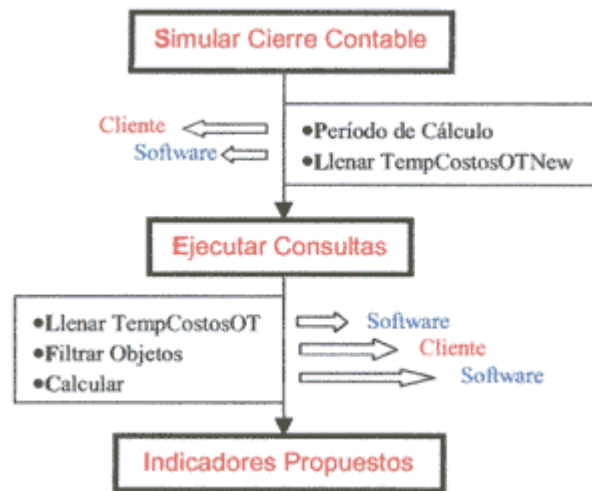 Simular Cierre Contable
Cliente
Software
●Período de Cálculo
●Llenar TempCostosOTNew
Ejecutar Consultas
●Llenar TempCostosOT
●Filtrar Objetos
●Calcular
Software
Cliente
Software
Indicadores Propuestos